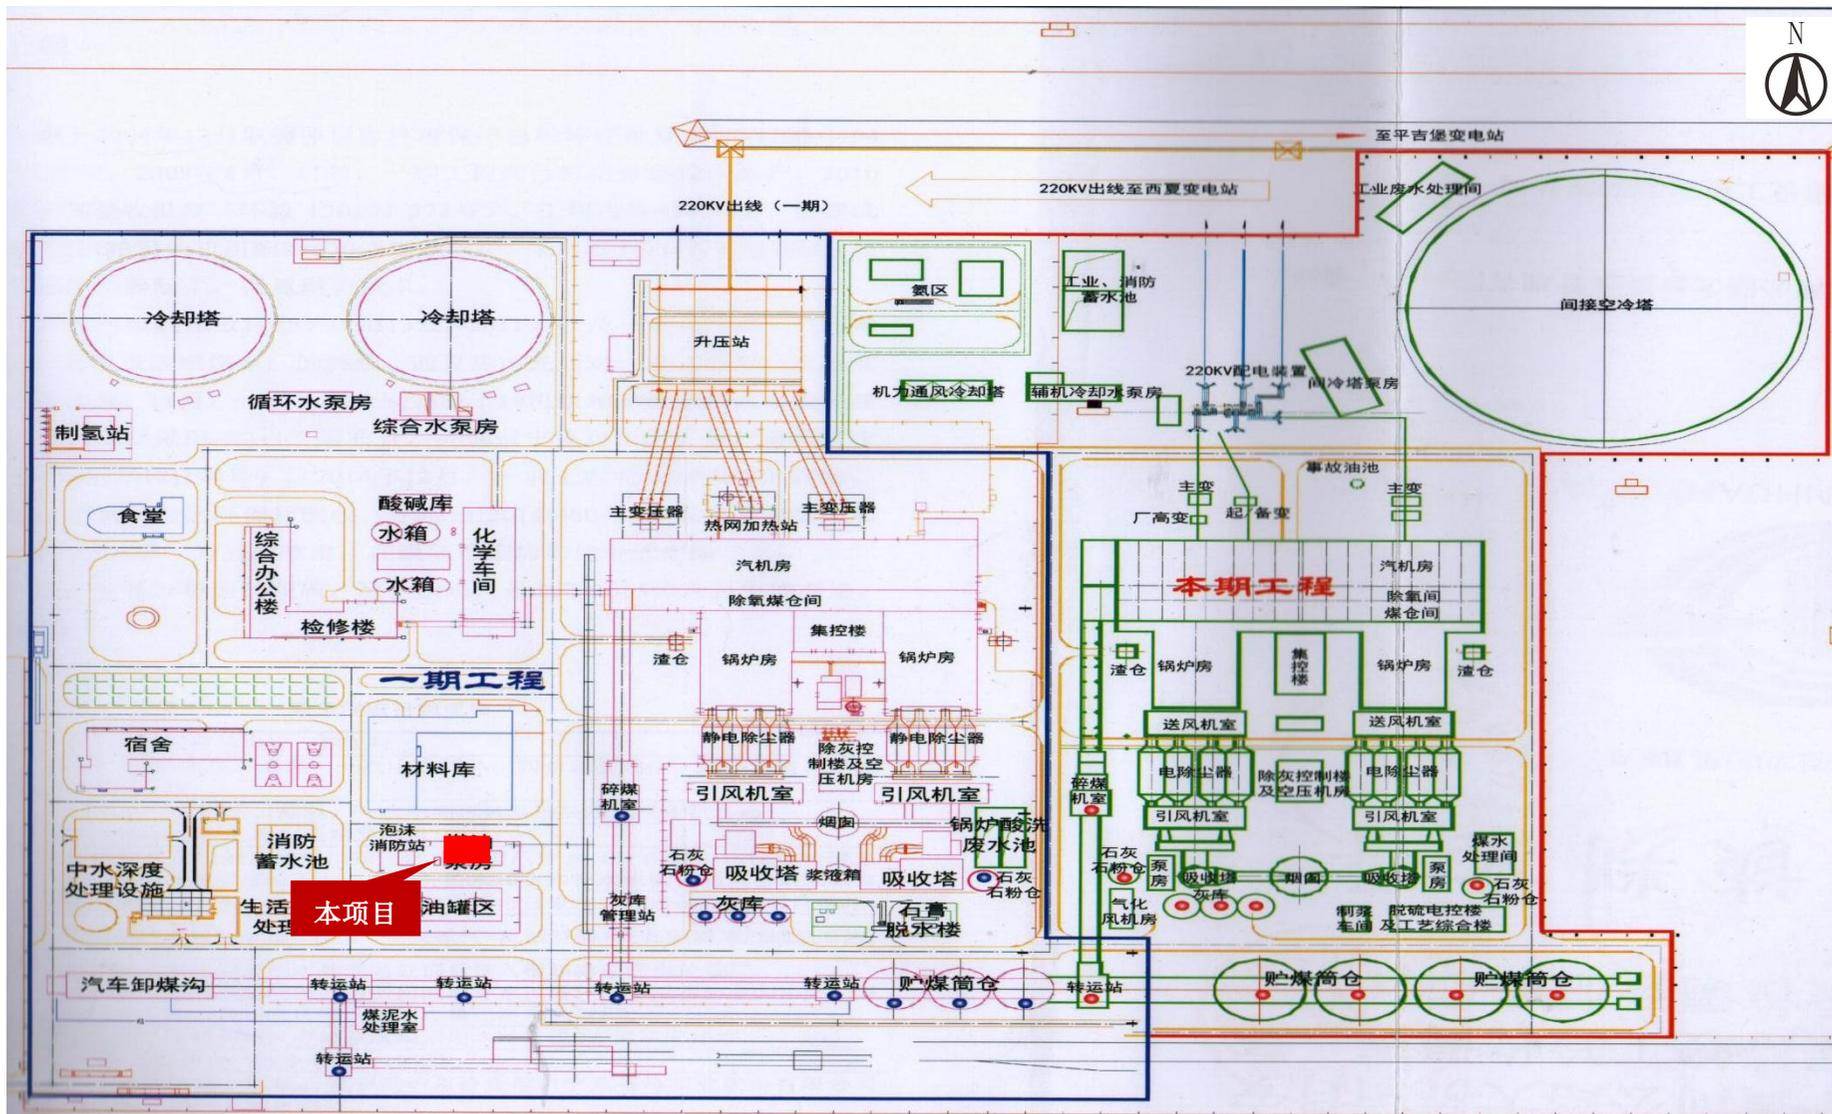 N
至平吉堡变电站
220KV出线至西夏变电站
工业废水处理间
220KV出线（一期）
冷却塔
冷却塔
升压站
氨区
工业、消防
蓄水池
间接空冷塔
220KV配电装置
间冷塔泵房
机力通风冷却塔
辅机冷却水泵房
循环水泵房
综合水泵房
制氢站
事故油池
主变
主变
厂高变
起/备变
食堂
酸碱库
水箱
水箱
综合办公楼
化学车间
检修楼
主变压器
热网加热站
主变压器
汽机房
除氧煤仓间
集控楼
锅炉房
锅炉房
渣仓
本期工程
汽机房
除氧间
煤仓间
渣仓
锅炉房
集控楼
锅炉房
渣仓
一期工程
送风机室
送风机室
宿舍
材料库
静电除尘器
除灰控
制楼及空
压机房
静电除尘器
电除尘器
除灰控制楼
及空压机房
电除尘器
碎煤
机室
引风机室
引风机室
碎煤
机室
引风机室
引风机室
烟囱
锅炉酸洗
废水池
泡沫
消防站
泵房
消防
蓄水池
中水深度
处理设施
石灰
石粉仓
吸收塔
浆液箱
吸收塔
石灰
石粉仓
石灰
石粉仓
泵房
吸收塔
烟囱
吸收塔
泵房
煤水
处理间
石灰
石粉仓
本项目
生活
处理
油罐区
灰库
管理站
灰库
石膏
脱水楼
气化
风机房
灰库
制浆
车间
脱硫电控楼
及工艺综合楼
汽车卸煤沟
转运站
转运站
转运站
转运站
贮煤筒仓
转运站
贮煤筒仓
贮煤筒仓
煤泥水
处理室
转运站